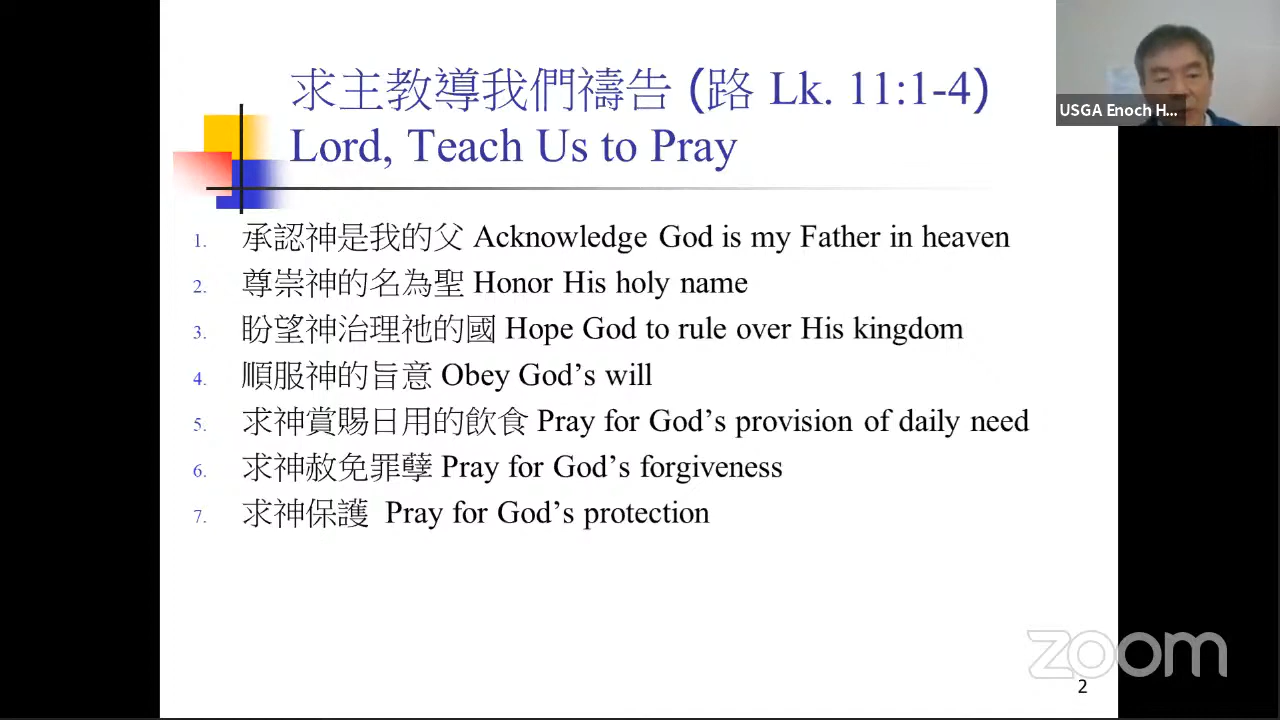 求主教導我們禱告 (路 Lk. 11:1-4)
Lord, Teach Us to Pray
1. 承認神是我的父 Acknowledge God is my Father in heaven
2. 尊崇神的名為聖 Honor His holy name
3. 盼望神治理祂的國 Hope God to rule over His kingdom
4. 順服神的旨意 Obey God's will
5. 求神賞賜日用的飲食 Pray for God's provision of daily need
6. 求神赦免罪孽 Pray for God's forgiveness
7. 求神保護 Pray for God's protection
USGA Enoch H...
zoom
2